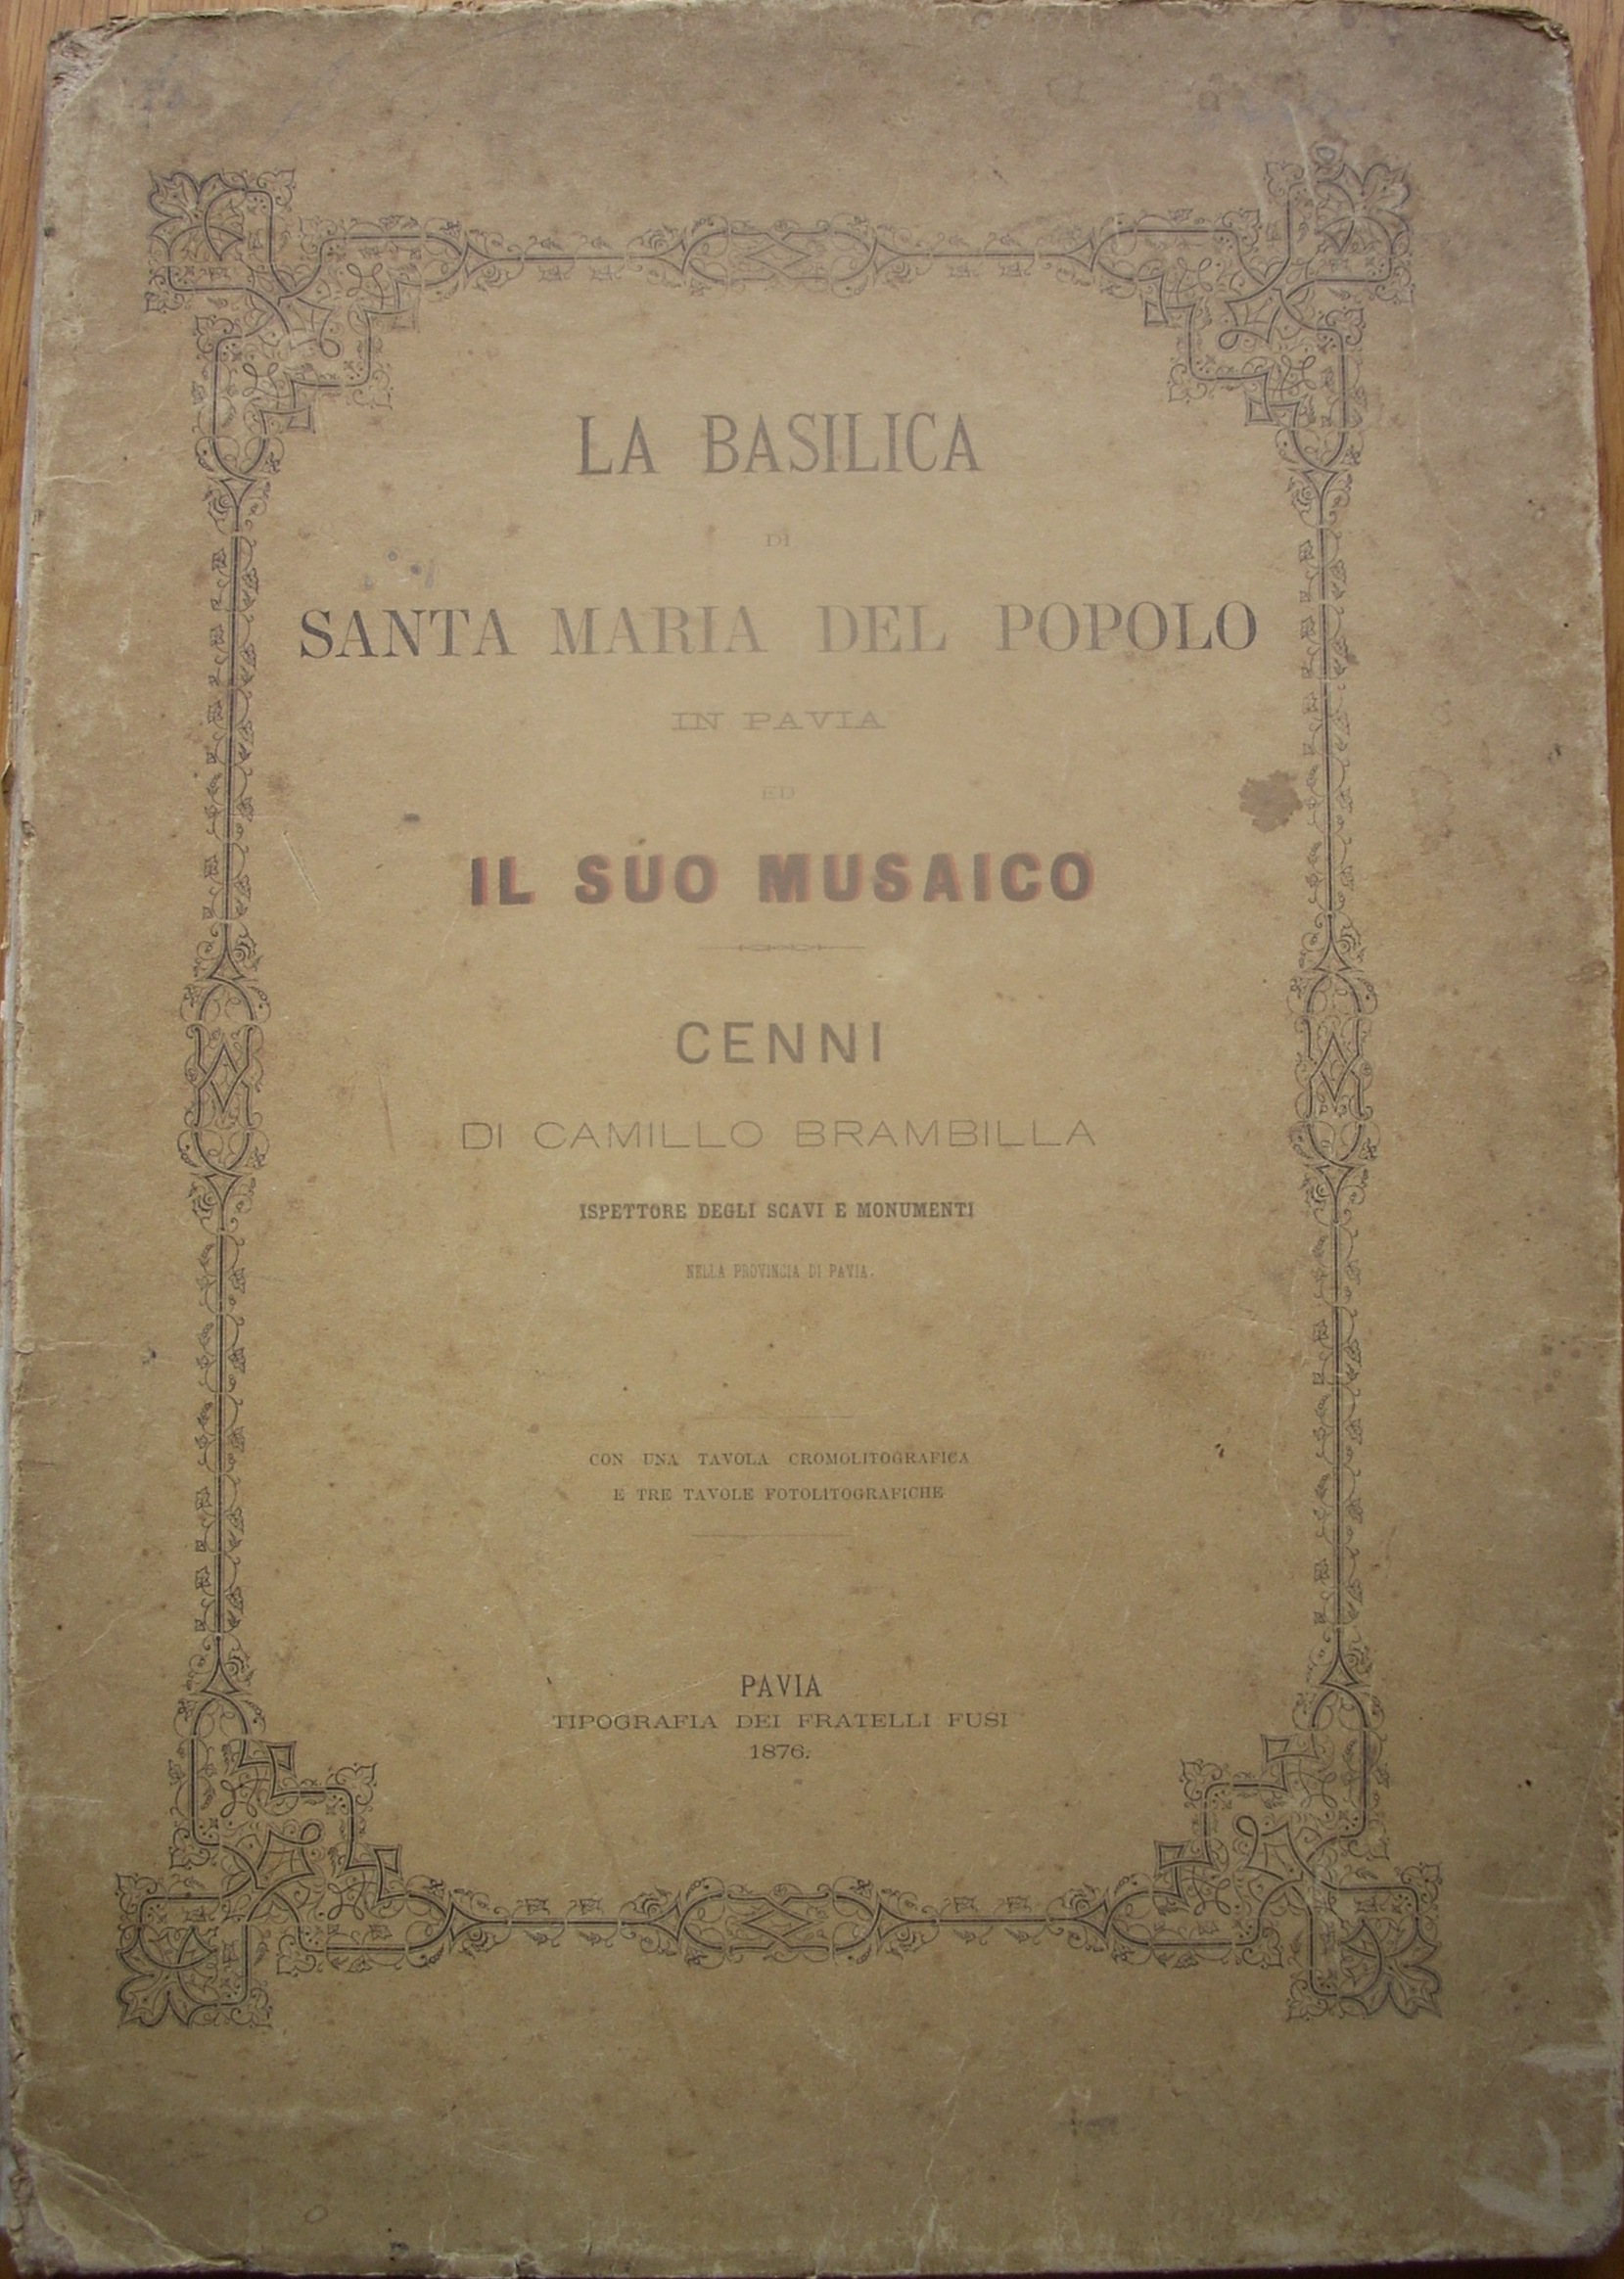 LA BASILICA
DI
SANTA MARIA DEL POPOLO
IN PAVIA
ED
IL SUO MUSAICO
CENNI
DI CAMILLO BRAMBILLA
ISPETTORE DEGLI SCAVI E MONUMENTI
NELLA PROVINCIA DI PAVIA.
CON UNA TAVOLA CROMOLITOGRAFICA
E TRE TAVOLE FOTOLITOGRAFICHE
PAVIA
TIPOGRAFIA DEI FRATELLI FUSI
1876.